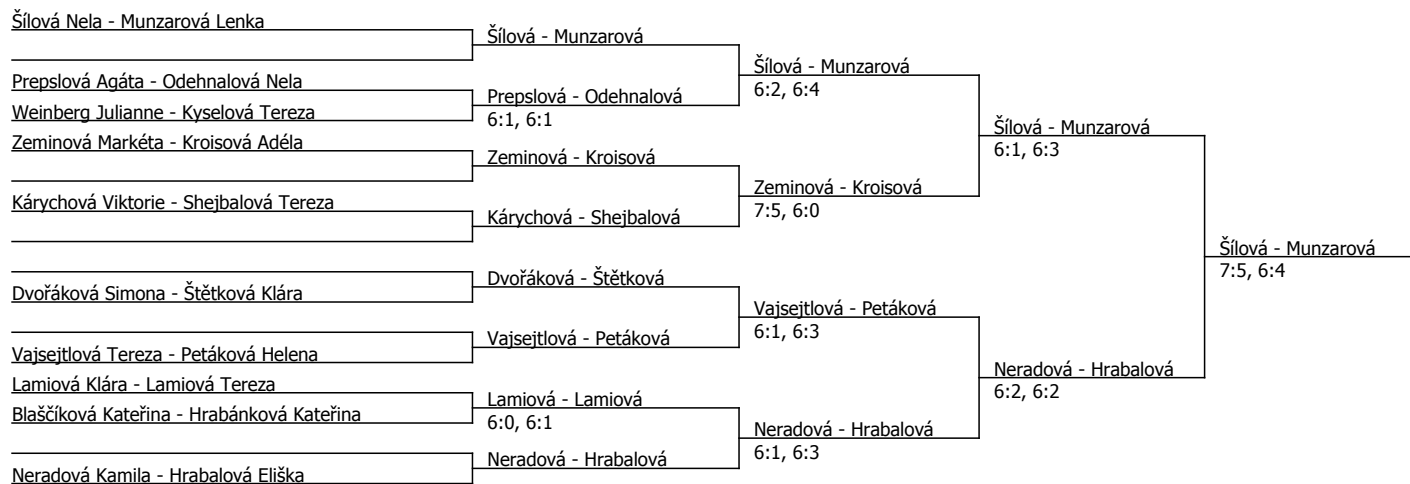 Šílová Nela - Munzarová Lenka
Prepslová Agáta - Odehnalová Nela
Weinberg Julianne - Kyselová Tereza
Zeminová Markéta - Kroisová Adéla
Kárychová Viktorie - Shejbalová Tereza
Dvořáková Simona - Štětková Klára
Vajsejtlová Tereza - Petáková Helena
Lamiová Klára - Lamiová Tereza
Blaščíková Kateřina - Hrabánková Kateřina
Neradová Kamila - Hrabalová Eliška
Šílová - Munzarová
Prepslová - Odehnalová
6:1, 6:1
Zeminová - Kroisová
Kárychová - Shejbalová
Dvořáková - Štětková
Vajsejtlová - Petáková
Lamiová - Lamiová
6:0, 6:1
Neradová - Hrabalová
Šílová - Munzarová
6:2, 6:4
Zeminová - Kroisová
7:5, 6:0
Vajsejtlová - Petáková
6:1, 6:3
Neradová - Hrabalová
6:1, 6:3
Šílová - Munzarová
6:1, 6:3
Neradová - Hrabalová
6:2, 6:2
Šílová - Munzarová
7:5, 6:4